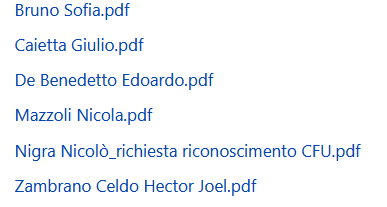 Bruno Sofia.pdf
Caietta Giulio.pdf
De Benedetto Edoardo.pdf
Mazzoli Nicola.pdf
Nigra Nicolò_richiesta riconoscimento CFU.pdf
Zambrano Celdo Hector Joel.pdf